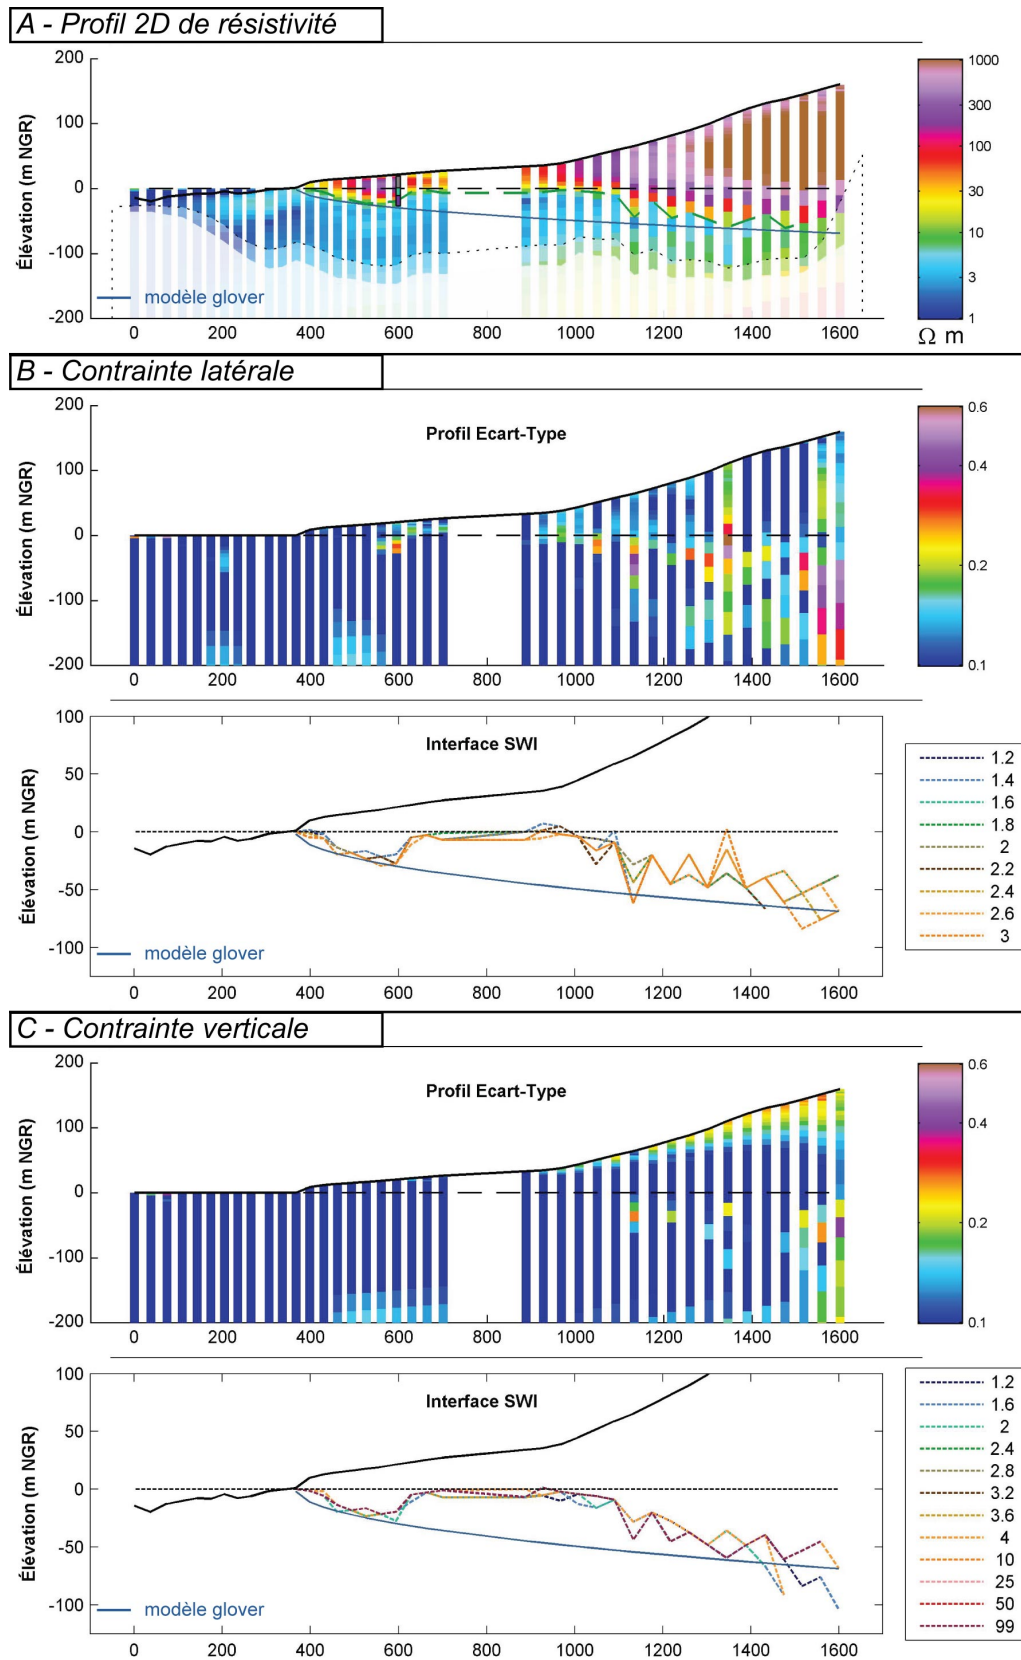 A - Profil 2D de résistivité
200
100
0
-100
-200
Élévation (m NGR)
modèle glover
0 200 400 600 800 1000 1200 1400 1600
1000
300
100
30
10
3
1
Ω m
B - Contrainte latérale
Profil Ecart-Type
200
100
0
-100
-200
Élévation (m NGR)
0 200 400 600 800 1000 1200 1400 1600
0.6
0.4
0.2
0.1
Interface SWI
100
50
0
-50
-100
Élévation (m NGR)
modèle glover
0 200 400 600 800 1000 1200 1400 1600
1.2
1.4
1.6
1.8
2
2.2
2.4
2.6
3
C - Contrainte verticale
Profil Ecart-Type
200
100
0
-100
-200
Élévation (m NGR)
0 200 400 600 800 1000 1200 1400 1600
0.6
0.4
0.2
0.1
Interface SWI
100
50
0
-50
-100
Élévation (m NGR)
modèle glover
0 200 400 600 800 1000 1200 1400 1600
1.2
1.6
2
2.4
2.8
3.2
3.6
4
10
25
50
99